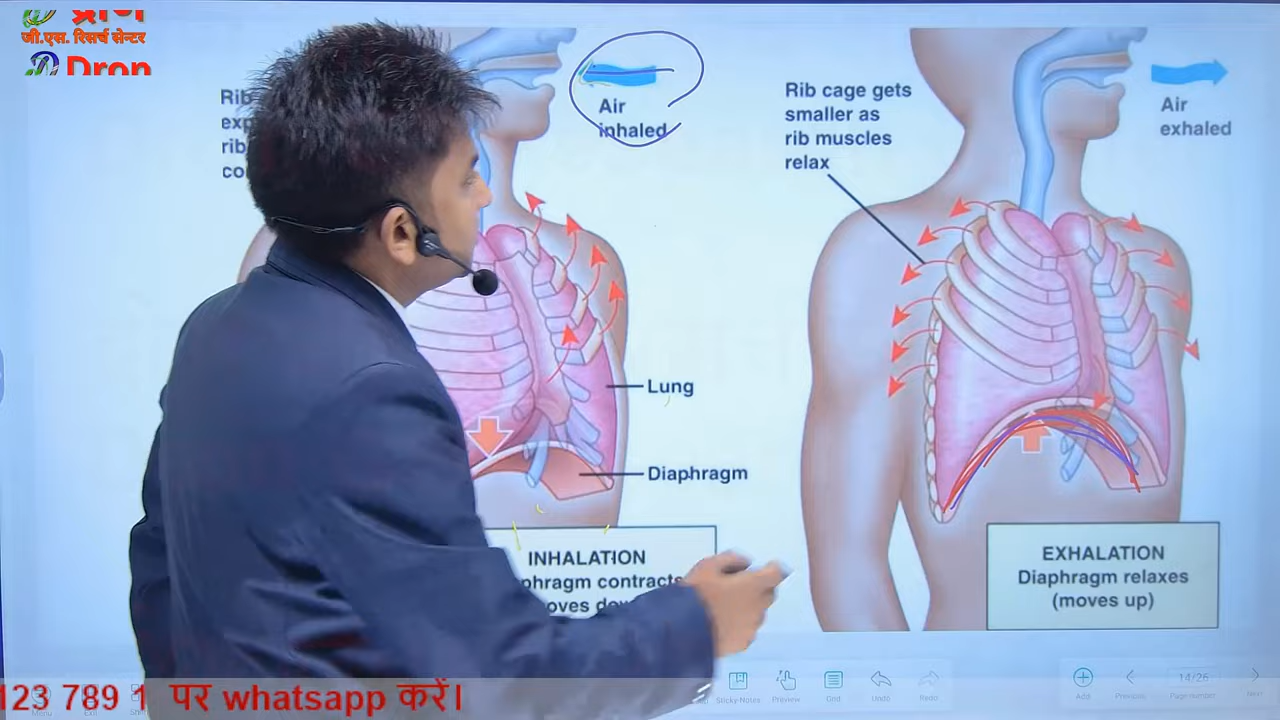 जी.एस. रिसर्च सेन्टर
Rib
exp
rib
co
Air
inhaled
Lung
Diaphragm
INHALATION
phragm contracts
Rib cage gets
smaller as
rib muscles
relax
Air
exhaled
EXHALATION
Diaphragm relaxes
(moves up)
Sticky-Notes
Preview
Grid
Undo
Redo
Add
Previous
14/26
Page-number
Next
123 789 1 पर whatsapp करें।